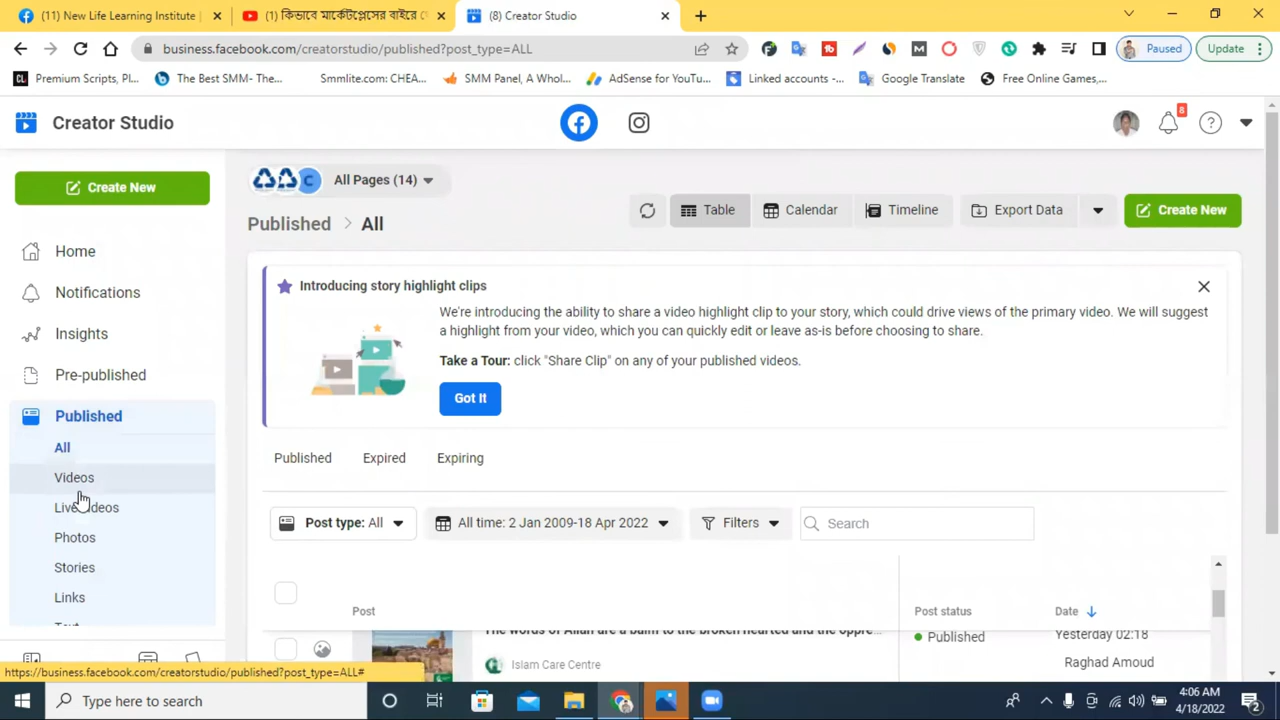 (11) New Life Learning Institute |
(1) কিভাবে মার্কেটপ্লেসের বাইরে
(8) Creator Studio
business.facebook.com/creatorstudio/published?post_type=ALL
Paused
Update
Premium Scripts, Pl...
The Best SMM- The...
Smmlite.com: CHEA...
SMM Panel, A Whol...
AdSense for YouTu...
Linked accounts -...
Google Translate
Free Online Games,...
Creator Studio
8
Create New
All Pages (14)
Table
Calendar
Timeline
Export Data
Create New
Published > All
Home
Notifications
Insights
Pre-published
Published
All
Videos
Live videos
Photos
Stories
Links
Text
Introducing story highlight clips
We're introducing the ability to share a video highlight clip to your story, which could drive views of the primary video. We will suggest
a highlight from your video, which you can quickly edit or leave as-is before choosing to share.
Take a Tour: click "Share Clip" on any of your published videos.
Got It
Published
Expired
Expiring
Post type: All
All time: 2 Jan 2009-18 Apr 2022
Filters
Search
Post
Post status
Date
The words of Allah are a balm to the broken hearted and the oppre...
Published
Yesterday 02:18
Islam Care Centre
Raghad Amoud
https://business.facebook.com/creatorstudio/published?post_type=ALL#
Type here to search
4:06 AM
4/18/2022
2